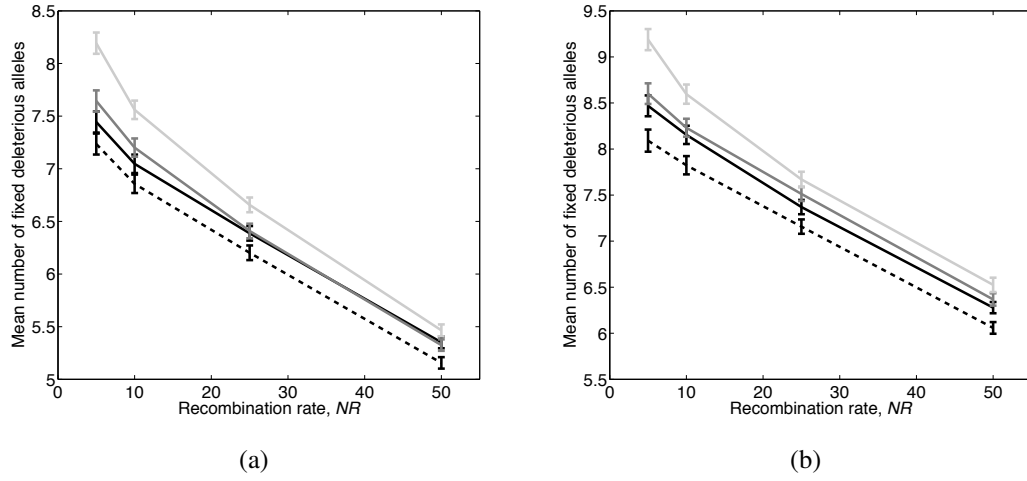 8.5
8
7.5
7
6.5
6
5.5
5
0 10 20 30 40 50
Mean number of fixed deleterious alleles
Recombination rate, NR
(a)
9.5
9
8.5
8
7.5
7
6.5
6
5.5
0 10 20 30 40 50
Mean number of fixed deleterious alleles
Recombination rate, NR
(b)